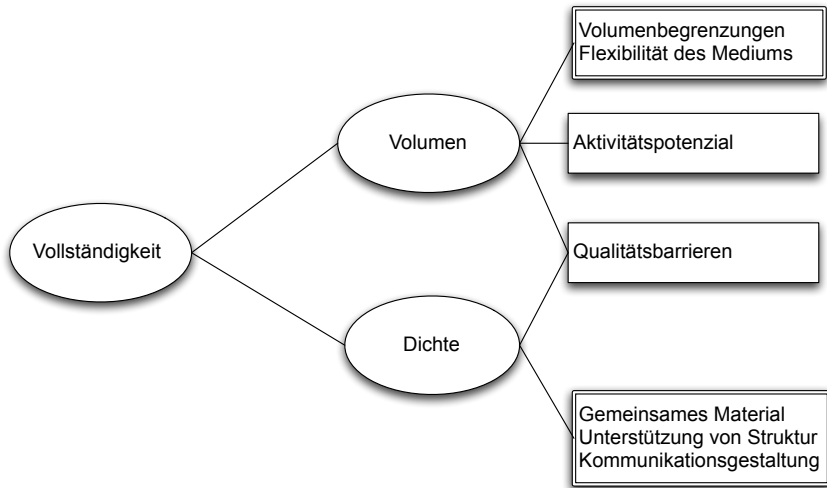 Volumenbegrenzungen
Flexibilität des Mediums
Volumen
Aktivitätspotenzial
Vollständigkeit
Qualitätsbarrieren
Dichte
Gemeinsames Material
Unterstützung von Struktur
Kommunikationsgestaltung